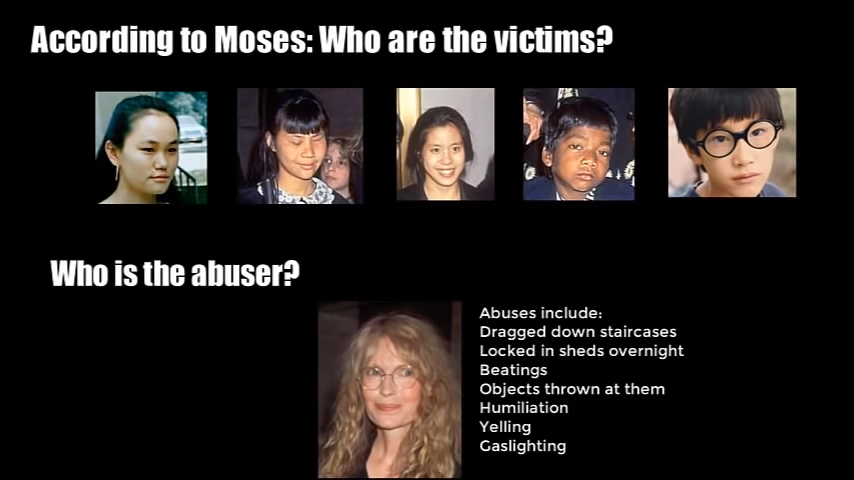 According to Moses: Who are the victims?
Who is the abuser?
Abuses include:
Dragged down staircases
Locked in sheds overnight
Beatings
Objects thrown at them
Humiliation
Yelling
Gaslighting